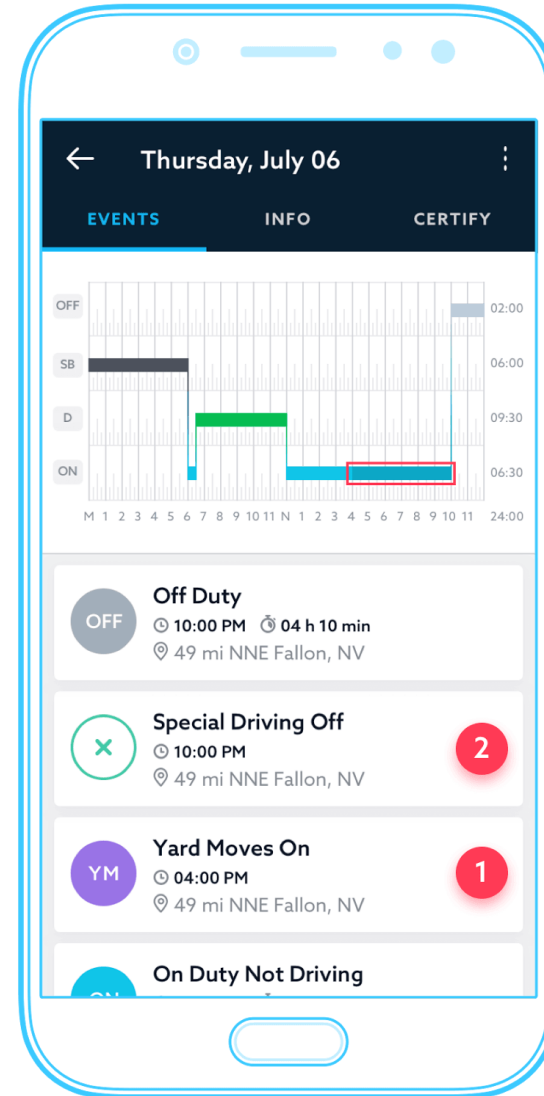 Thursday, July 06
EVENTS INFO CERTIFY
OFF 02:00
SB 06:00
D 09:30
ON 06:30
M 1 2 3 4 5 6 7 8 9 10 11 N 1 2 3 4 5 6 7 8 9 10 11 24:00
OFF
Off Duty
10:00 PM 04 h 10 min
49 mi NNE Fallon, NV
Special Driving Off
10:00 PM
49 mi NNE Fallon, NV
2
YM
Yard Moves On
04:00 PM
49 mi NNE Fallon, NV
1
On Duty Not Driving